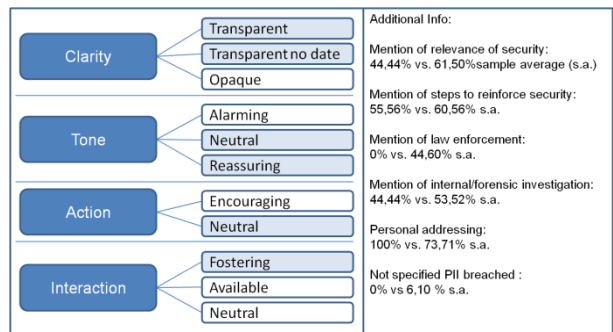 Clarity
Transparent
Transparent no date
Opaque
Tone
Alarming
Neutral
Reassuring
Action
Encouraging
Neutral
Interaction
Fostering
Available
Neutral
Additional Info:
Mention of relevance of security:
44,44% vs. 61,50%sample average (s.a.)
Mention of steps to reinforce security:
55,56% vs. 60,56% s.a.
Mention of law enforcement:
0% vs. 44,60% s.a.
Mention of internal/forensic investigation:
44,44% vs. 53,52% s.a.
Personal addressing:
100% vs. 73,71% s.a.
Not specified PII breached :
0% vs 6,10 % s.a.